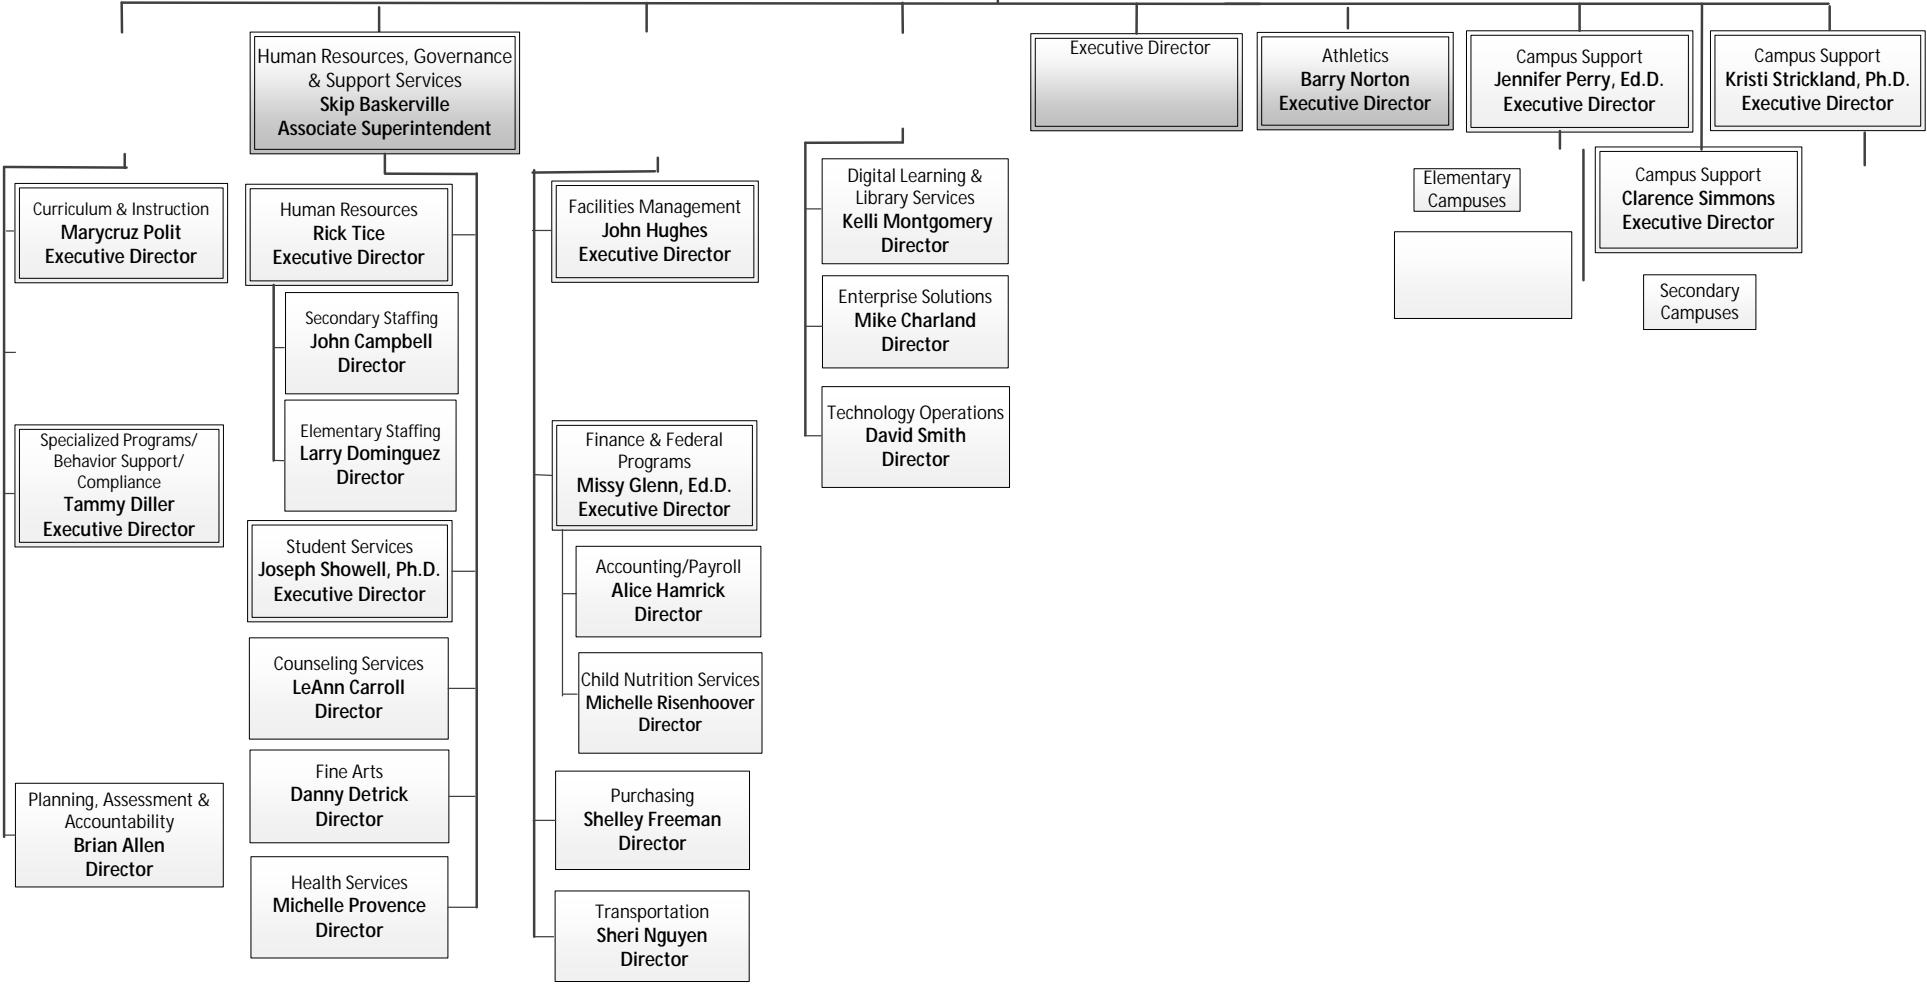 Human Resources, Governance
& Support Services
Skip Baskerville
Associate Superintendent
Executive Director
Athletics
Barry Norton
Executive Director
Campus Support
Jennifer Perry, Ed.D.
Executive Director
Campus Support
Kristi Strickland, Ph.D.
Executive Director
Campus Support
Clarence Simmons
Executive Director
Elementary
Campuses
Secondary
Campuses
Curriculum & Instruction
Marycruz Polit
Executive Director
Specialized Programs/
Behavior Support/
Compliance
Tammy Diller
Executive Director
Planning, Assessment &
Accountability
Brian Allen
Director
Human Resources
Rick Tice
Executive Director
Secondary Staffing
John Campbell
Director
Elementary Staffing
Larry Dominguez
Director
Student Services
Joseph Showell, Ph.D.
Executive Director
Counseling Services
LeAnn Carroll
Director
Fine Arts
Danny Detrick
Director
Health Services
Michelle Provence
Director
Facilities Management
John Hughes
Executive Director
Finance & Federal
Programs
Missy Glenn, Ed.D.
Executive Director
Accounting/Payroll
Alice Hamrick
Director
Child Nutrition Services
Michelle Risenhoover
Director
Purchasing
Shelley Freeman
Director
Transportation
Sheri Nguyen
Director
Digital Learning &
Library Services
Kelli Montgomery
Director
Enterprise Solutions
Mike Charland
Director
Technology Operations
David Smith
Director